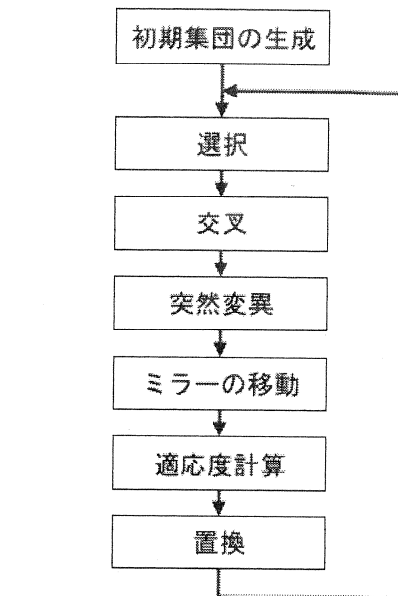 初期集団の生成
選択
交叉
突然変異
ミラーの移動
適応度計算
置換